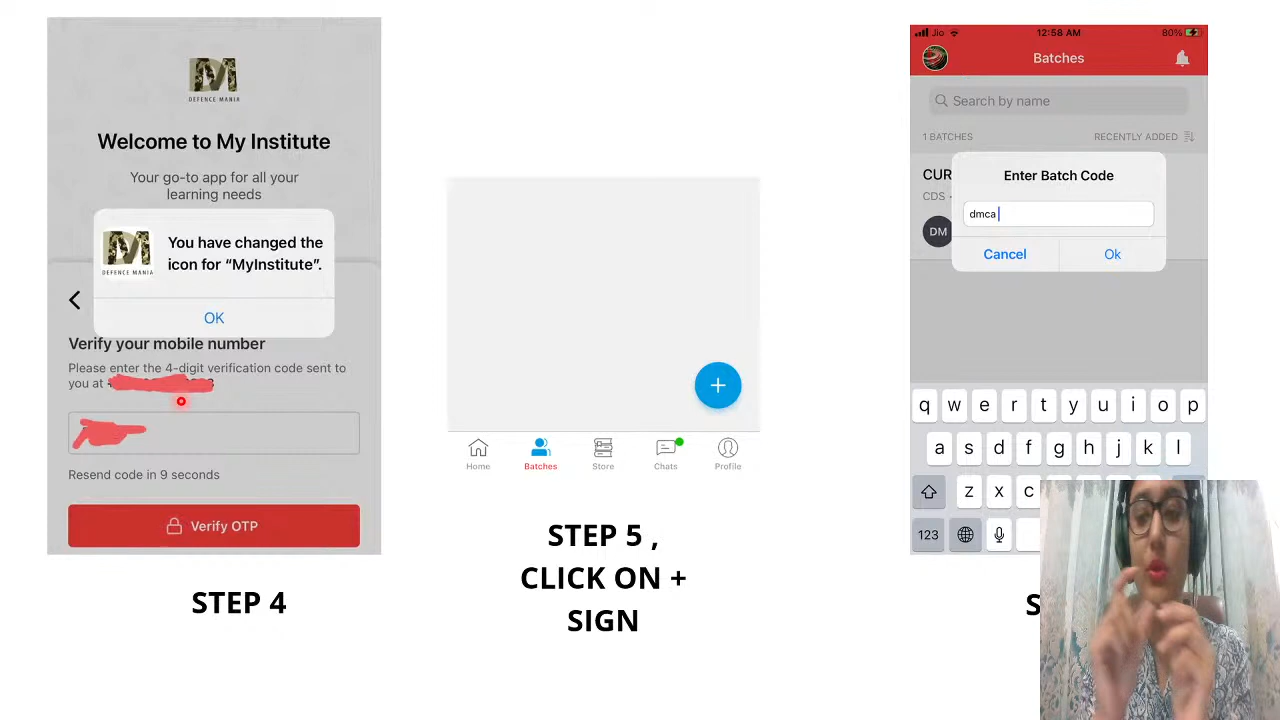 DEFENCE MANIA
Welcome to My Institute
Your go-to app for all your
learning needs
DEFENCE MANIA
You have changed the
icon for “MyInstitute”.
OK
Verify your mobile number
Please enter the 4-digit verification code sent to
you at
Resend code in 9 seconds
Verify OTP
STEP 4
+
Home
Batches
Store
Chats
Profile
STEP 5 ,
CLICK ON +
SIGN
Jio
12:58 AM
80%
Batches
Search by name
1 BATCHES
RECENTLY ADDED
CUR
CDS
DM
Enter Batch Code
dmca
Cancel
Ok
q w e r t y u i o p
a s d f g h j k l
z x c
123
S